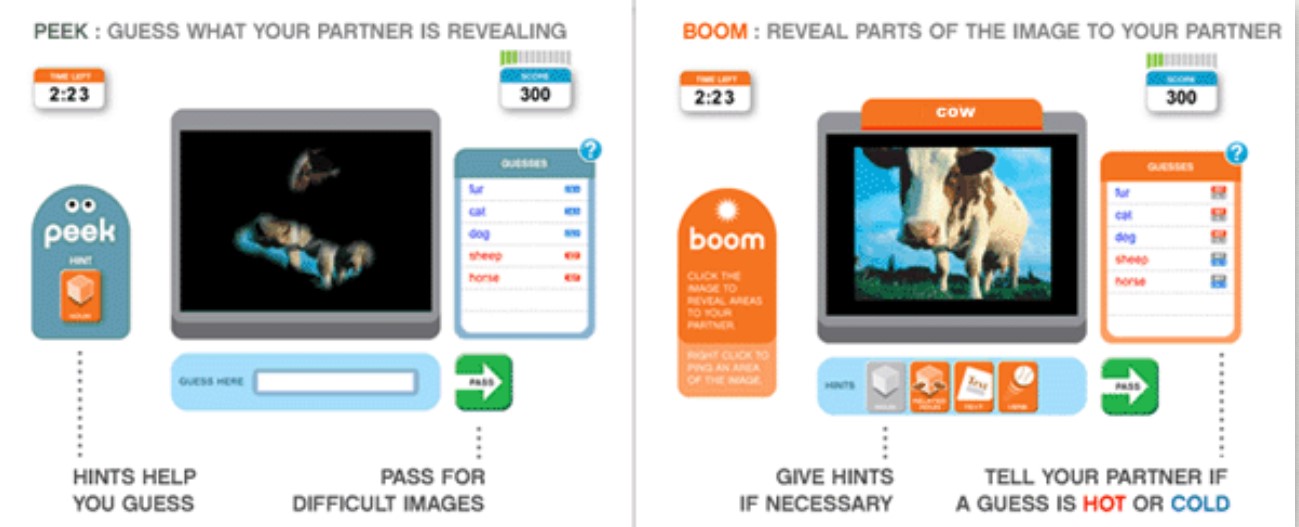 PEEK : GUESS WHAT YOUR PARTNER IS REVEALING
TIME LEFT
2:23
SCORE
300
GUESSES
?
fur
cat
dog
sheep
horse
peek
HINT
NOUN
GUESS HERE
PASS
HINTS HELP
YOU GUESS
PASS FOR
DIFFICULT IMAGES
BOOM : REVEAL PARTS OF THE IMAGE TO YOUR PARTNER
TIME LEFT
2:23
SCORE
300
cow
GUESSES
?
fur
cat
dog
sheep
horse
boom
CLICK THE
IMAGE TO
REVEAL AREAS
TO YOUR
PARTNER.
RIGHT CLICK TO
PING AN AREA
OF THE IMAGE.
HINTS
NOUN
RELATED
NOUN
Text
TEXT
VERB
PASS
GIVE HINTS
IF NECESSARY
TELL YOUR PARTNER IF
A GUESS IS HOT OR COLD